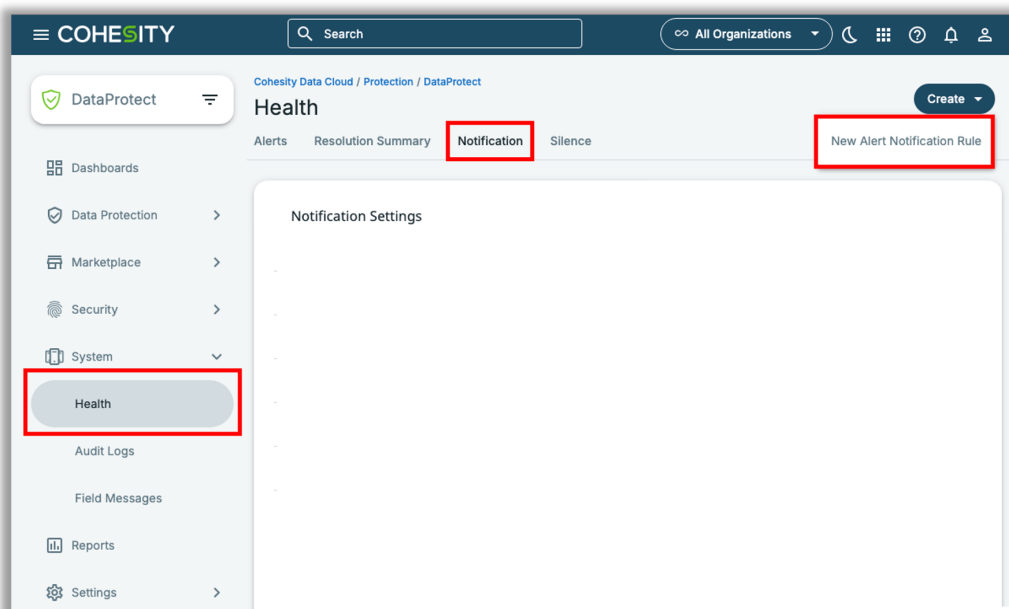 COHESITY
Search
All Organizations
DataProtect
Cohesity Data Cloud / Protection / DataProtect
Health
Create
Alerts
Resolution Summary
Notification
Silence
New Alert Notification Rule
Dashboards
Data Protection
Marketplace
Security
System
Health
Audit Logs
Field Messages
Reports
Settings
Notification Settings